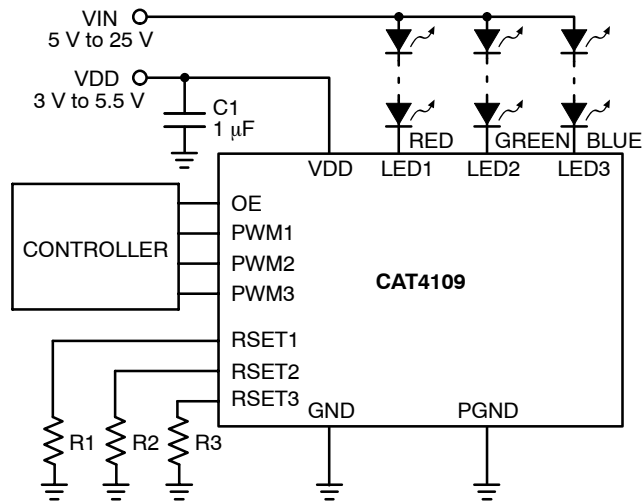 VIN
5 V to 25 V
VDD
3 V to 5.5 V
C1
1 μF
RED
GREEN
BLUE
VDD
LED1
LED2
LED3
CONTROLLER
OE
PWM1
PWM2
PWM3
CAT4109
RSET1
RSET2
RSET3
GND
PGND
R1
R2
R3